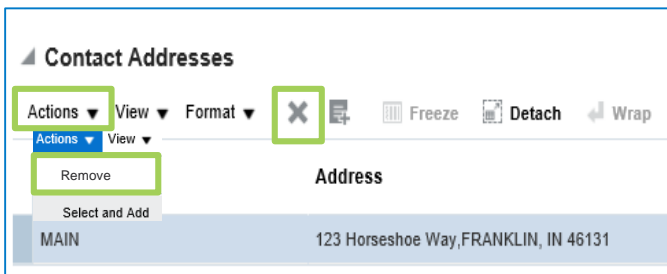 Contact Addresses
Actions View Format Freeze Detach Wrap
Actions View
Remove
Address
Select and Add
MAIN 123 Horseshoe Way,FRANKLIN, IN 46131